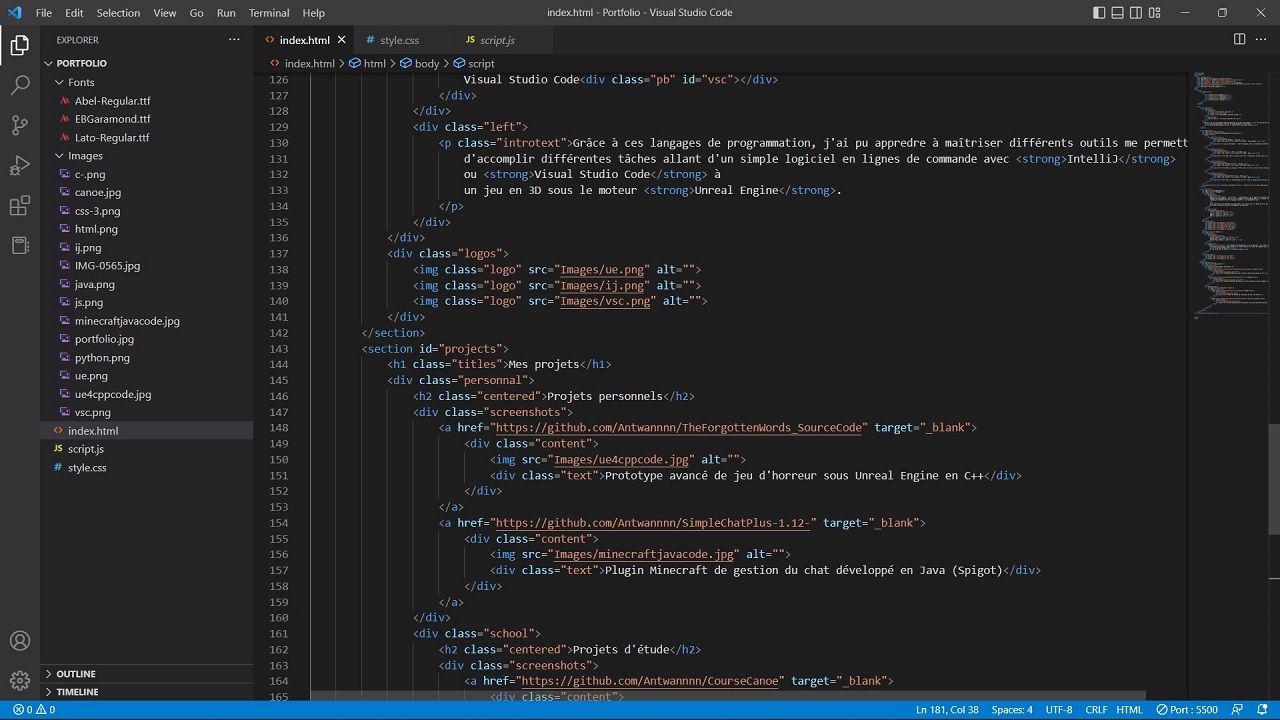 File Edit Selection View Go Run Terminal Help
index.html - Portfolio - Visual Studio Code
EXPLORER
PORTFOLIO
Fonts
Abel-Regular.ttf
EBGaramond.ttf
Lato-Regular.ttf
Images
c-.png
canoe.jpg
css-3.png
html.png
ij.png
IMG-0565.jpg
java.png
js.png
minecraftjavacode.jpg
portfolio.jpg
python.png
ue.png
ue4cppcode.jpg
vsc.png
index.html
script.js
style.css
OUTLINE
TIMELINE
index.html style.css script.js
index.html > html > body > script
126 Visual Studio Code<div class="pb" id="vsc"></div>
127 </div>
128 </div>
129 <div class="left">
130 <p class="introtext">Grâce à ces langages de programmation, j'ai pu appredre à maîtriser différents outils me permett
131 d'accomplir différentes tâches allant d'un simple logiciel en lignes de commande avec <strong>IntelliJ</strong>
132 ou <strong>Visual Studio Code</strong> à
133 un jeu en 3D sous le moteur <strong>Unreal Engine</strong>.
134 </p>
135 </div>
136 </div>
137 <div class="logos">
138 <img class="logo" src="Images/ue.png" alt="">
139 <img class="logo" src="Images/ij.png" alt="">
140 <img class="logo" src="Images/vsc.png" alt="">
141 </div>
142 </section>
143 <section id="projects">
144 <h1 class="titles">Mes projets</h1>
145 <div class="personnal">
146 <h2 class="centered">Projets personnels</h2>
147 <div class="screenshots">
148 <a href="https://github.com/Antwannnn/TheForgottenWords_SourceCode" target="_blank">
149 <div class="content">
150 <img src="Images/ue4cppcode.jpg" alt="">
151 <div class="text">Prototype avancé de jeu d'horreur sous Unreal Engine en C++</div>
152 </div>
153 </a>
154 <a href="https://github.com/Antwannnn/SimpleChatPlus-1.12-" target="_blank">
155 <div class="content">
156 <img src="Images/minecraftjavacode.jpg" alt="">
157 <div class="text">Plugin Minecraft de gestion du chat développé en Java (Spigot)</div>
158 </div>
159 </a>
160 </div>
161 <div class="school">
162 <h2 class="centered">Projets d'étude</h2>
163 <div class="screenshots">
164 <a href="https://github.com/Antwannnn/CourseCanoe" target="_blank">
165 <div class="content">
0 0 Ln 181, Col 38 Spaces: 4 UTF-8 CRLF HTML Port : 5500